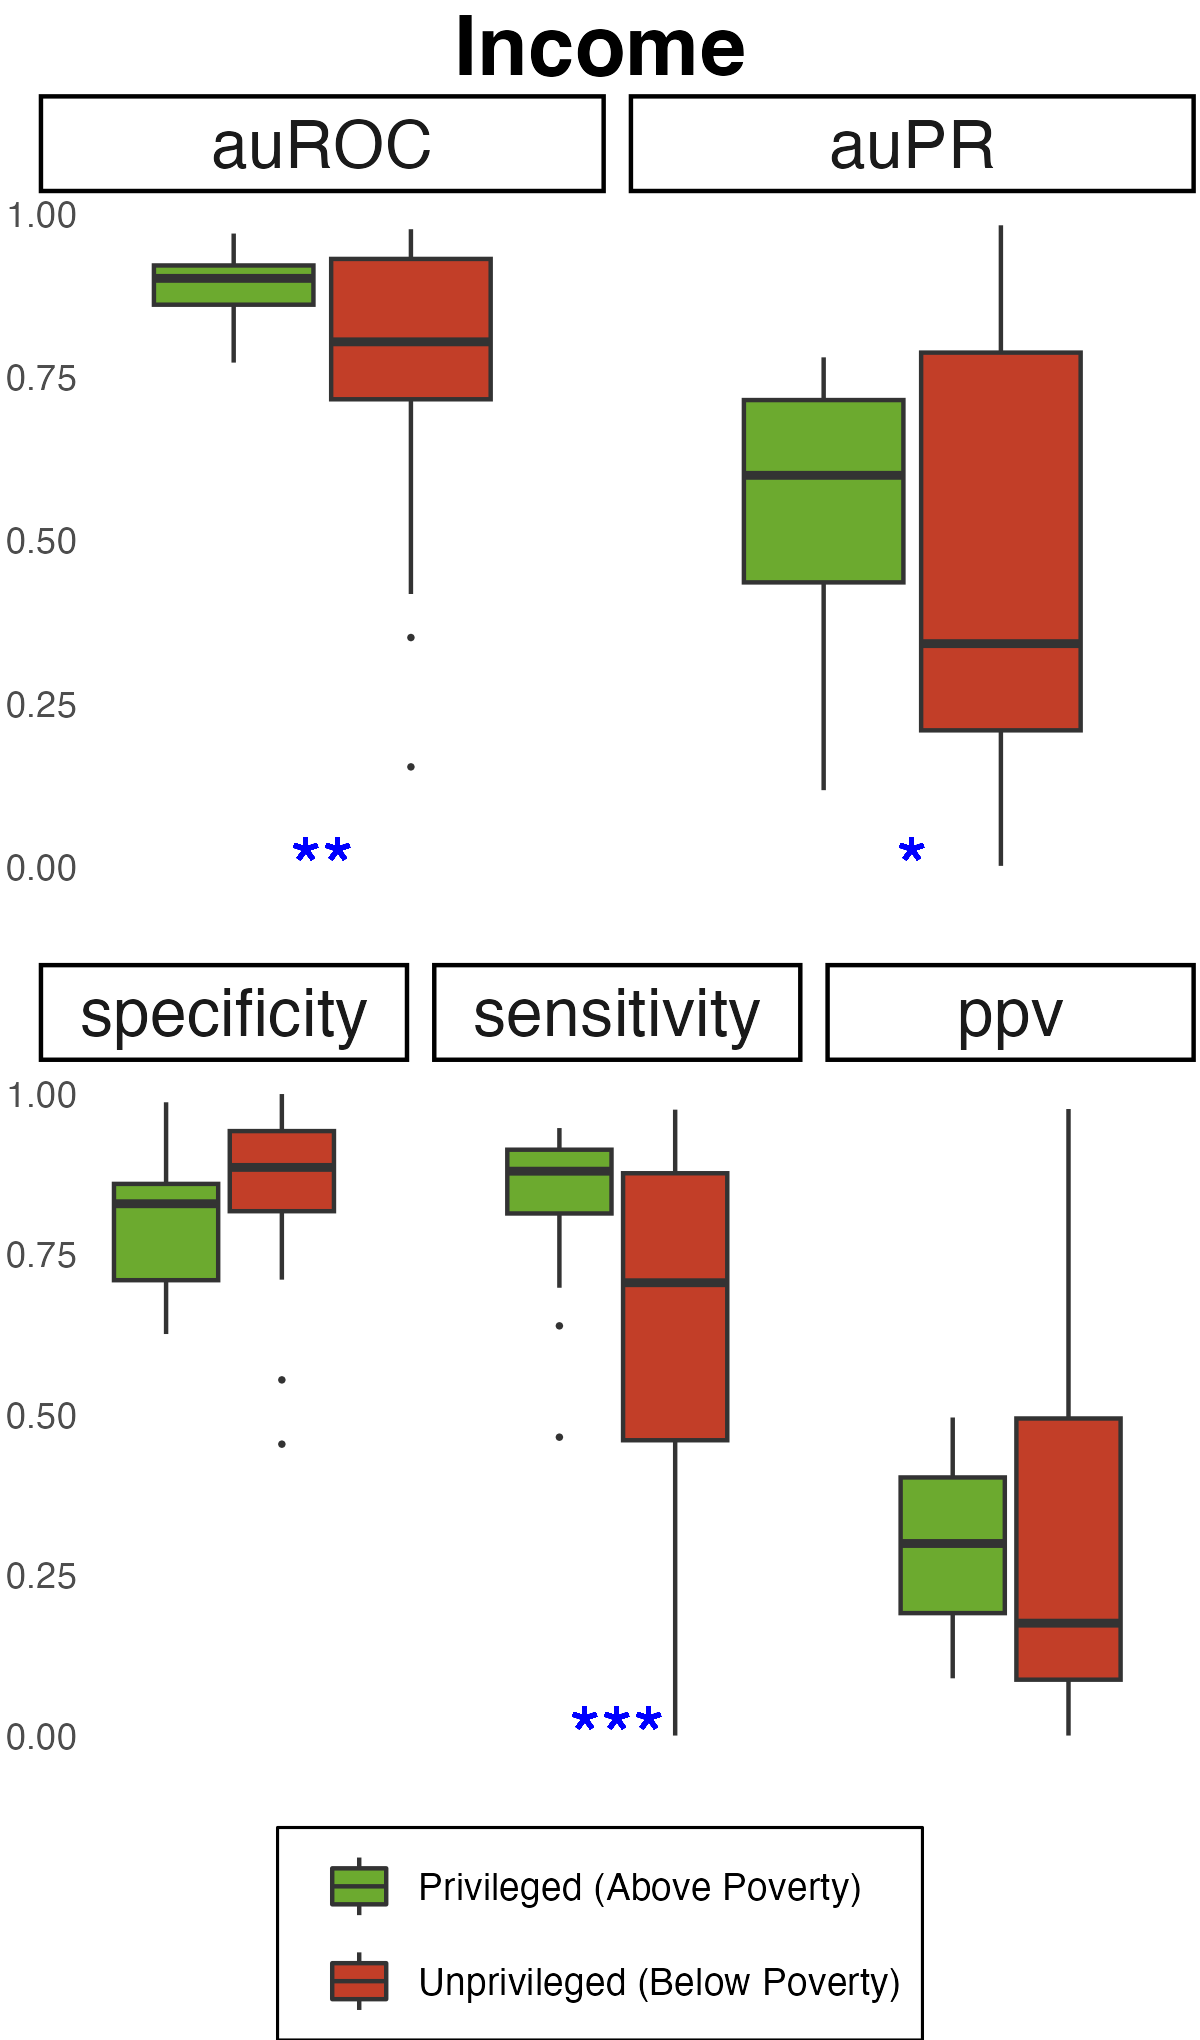 Income
auROC
auPR
1.00
0.75
0.50
0.25
0.00
**
*
specificity
sensitivity
ppv
1.00
0.75
0.50
0.25
0.00
***
Privileged (Above Poverty)
Unprivileged (Below Poverty)